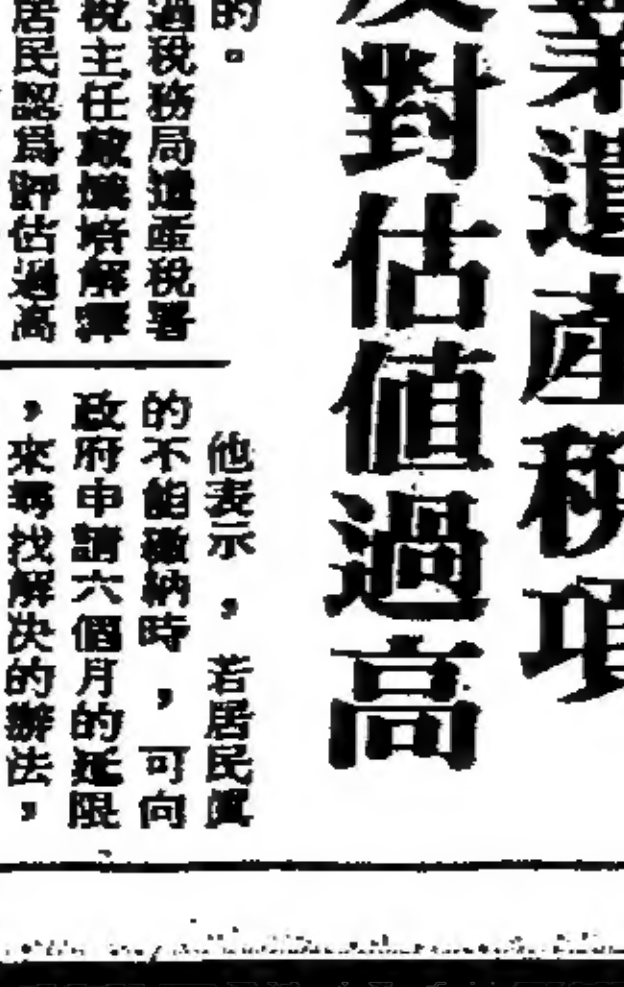 業遺產稅項
反對估值過高
的。
過稅務局遺產稅署
稅主任戴 培解釋
居民認爲評估過高
他表示，若居民眞
的不能繳納時，可向
政府申請六個月的延限
，來尋找解決的辦法，